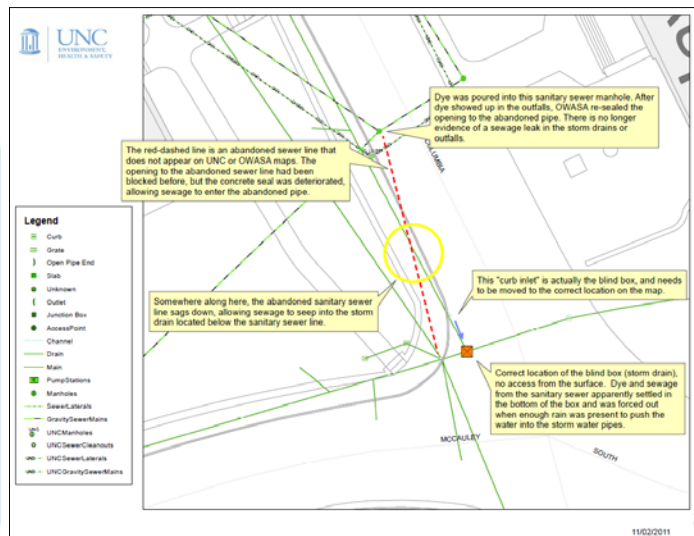 UNC
ENVIRONMENT,
HEALTH & SAFETY
Dye was poured into this sanitary sewer manhole. After
dye showed up in the outfalls, OWASA re-sealed the
opening to the abandoned pipe. There is no longer
evidence of a sewage leak in the storm drains or
outfalls.
The red-dashed line is an abandoned sewer line that
does not appear on UNC or OWASA maps. The
opening to the abandoned sewer line had been
blocked before, but the concrete seal was deteriorated,
allowing sewage to enter the abandoned pipe.
COLUMBIA
Legend
Curb
Grate
Open Pipe End
Slab
Unknown
Outlet
Junction Box
AccessPoint
Channel
Drain
Main
PumpStations
Manholes
SewerLaterals
GravitySewerMains
UNCManholes
UNCSewerCleanouts
UNCSewerLaterals
UNCGravitySewerMains
This "curb inlet" is actually the blind box, and needs
to be moved to the correct location on the map.
Somewhere along here, the abandoned sanitary sewer
line sags down, allowing sewage to seep into the storm
drain located below the sanitary sewer line.
Correct location of the blind box (storm drain),
no access from the surface. Dye and sewage
from the sanitary sewer apparently settled in
the bottom of the box and was forced out
when enough rain was present to push the
water into the storm water pipes.
MCCAULEY
SOUTH
11/02/2011